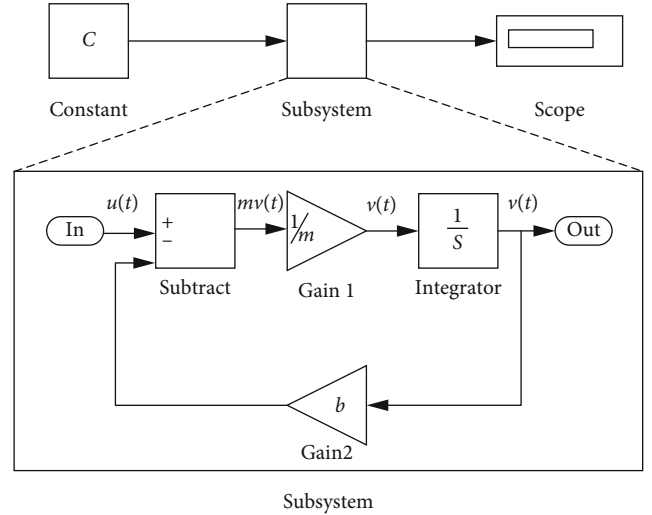 C
Constant
Subsystem
Scope
In
u(t)
+
−
Subtract
mv(t)
1/m
Gain 1
v(t)
1
S
Integrator
v(t)
Out
b
Gain2
Subsystem